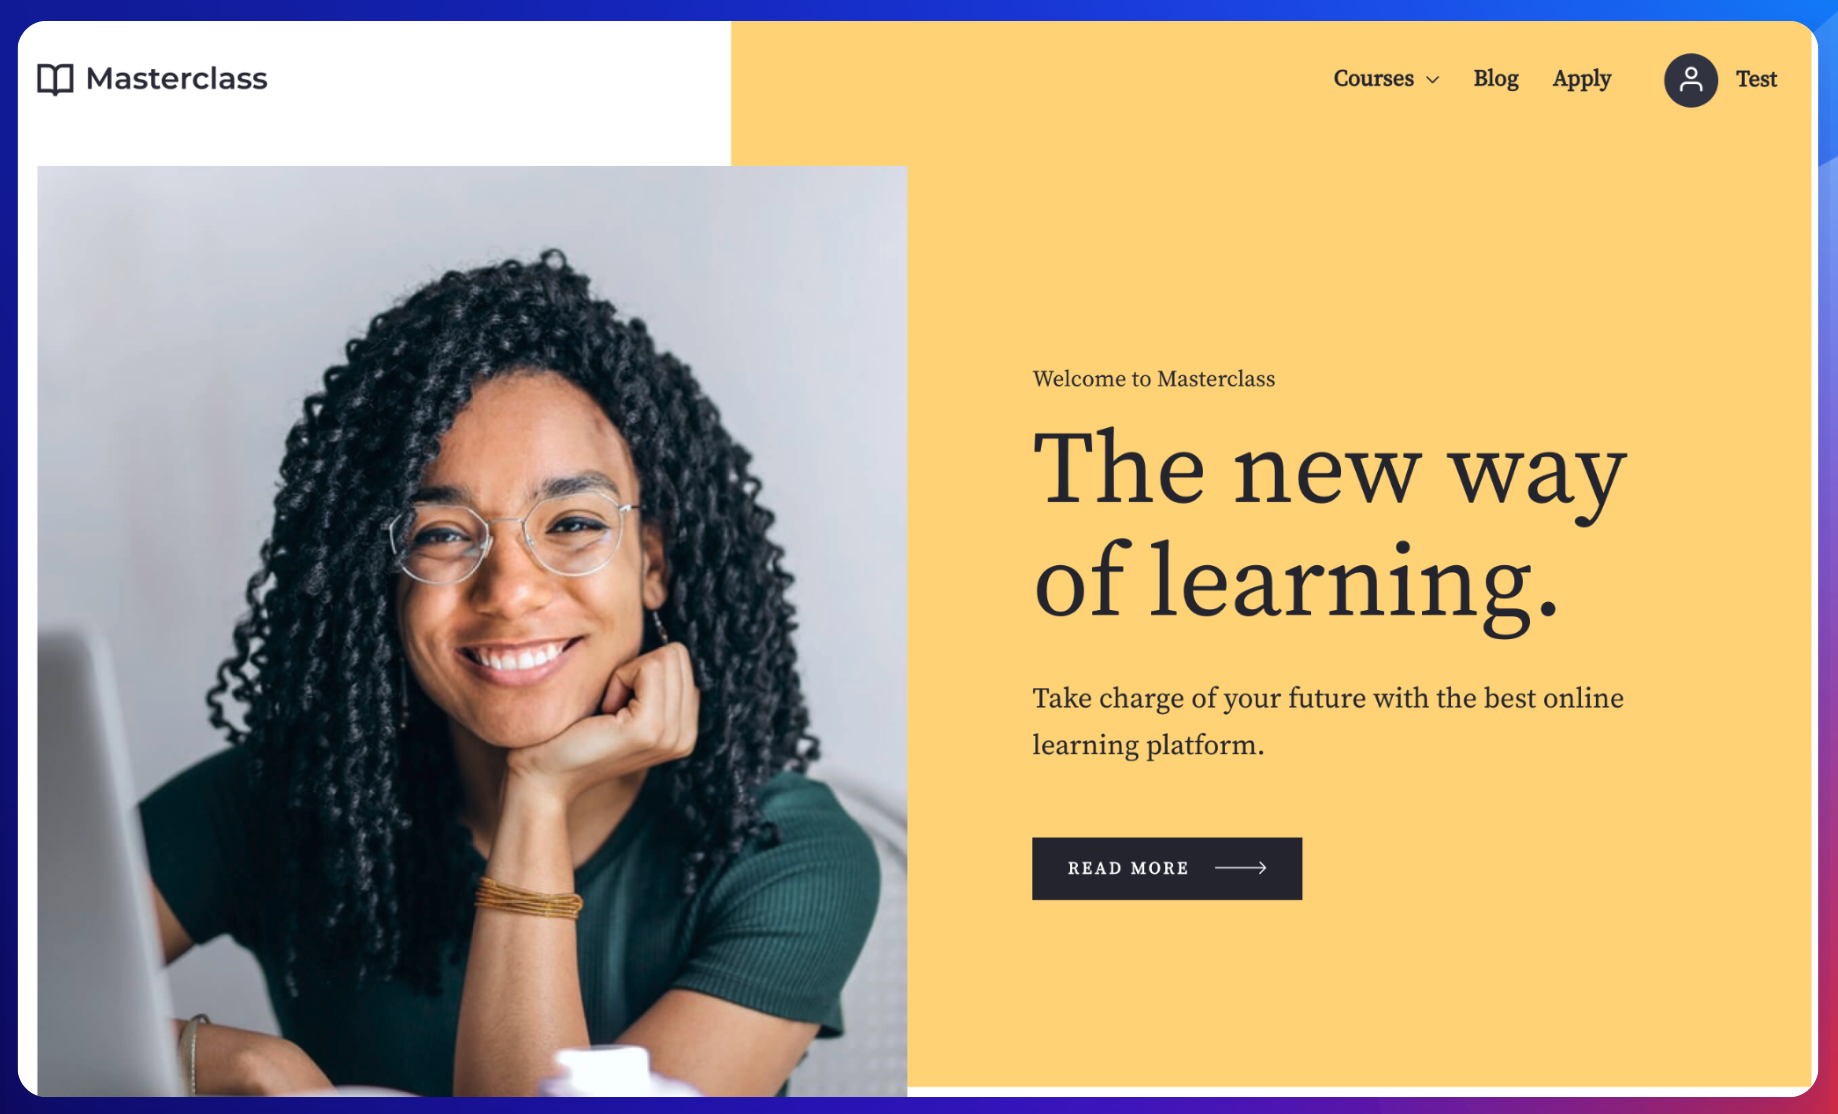 Masterclass
Courses Blog Apply Test
Welcome to Masterclass
The new way
of learning.
Take charge of your future with the best online
learning platform.
READ MORE